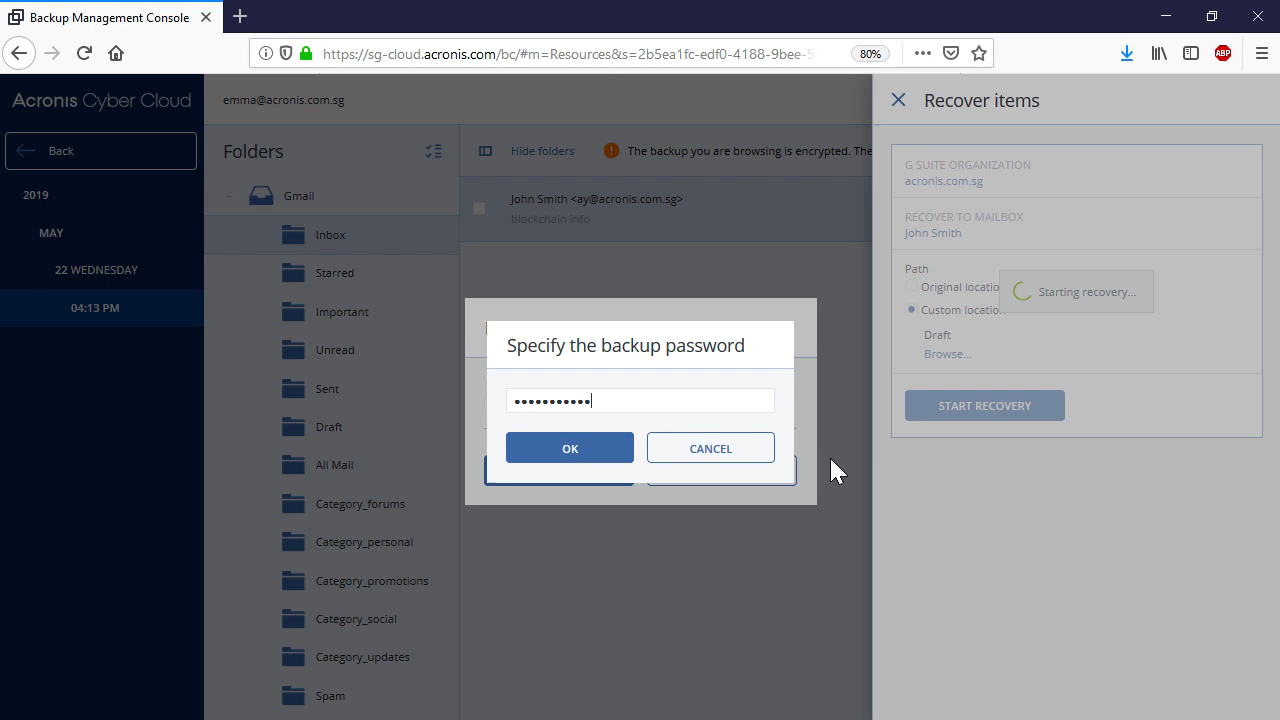 Backup Management Console
https://sg-cloud.acronis.com/bc/#m=Resources&s=2b5ea1fc-edf0-4188-9bee-5
80%
ABP
Acronis Cyber Cloud
Back
2019
MAY
22 WEDNESDAY
04:13 PM
emma@acronis.com.sg
Folders
Gmail
Inbox
Starred
Important
Unread
Sent
Draft
All Mail
Category_forums
Category_personal
Category_promotions
Category_social
Category_updates
Spam
Hide folders
The backup you are browsing is encrypted. The
John Smith <ay@acronis.com.sg>
blockchain info
Specify the backup password
•••••••••••
OK
CANCEL
Recover items
G SUITE ORGANIZATION
acronis.com.sg
RECOVER TO MAILBOX
John Smith
Path
Original locatio
Starting recovery...
Custom location
Draft
Browse...
START RECOVERY